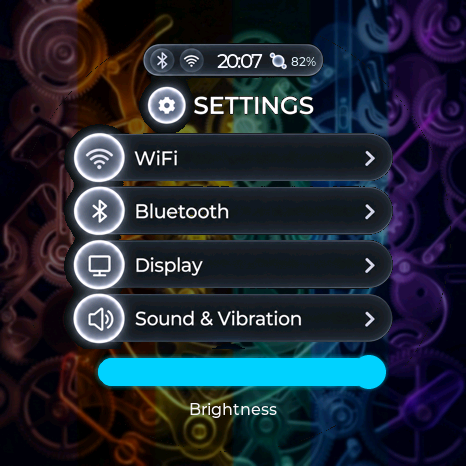 20:07 82%
SETTINGS
WiFi
Bluetooth
Display
Sound & Vibration
Brightness